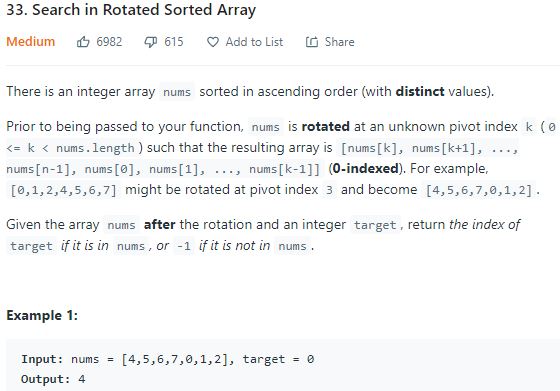 33. Search in Rotated Sorted Array
Medium 6982 615 Add to List Share
There is an integer array nums sorted in ascending order (with distinct values).
Prior to being passed to your function, nums is rotated at an unknown pivot index k (0
<= k < nums.length) such that the resulting array is [nums[k], nums[k+1], ...,
nums[n-1], nums[0], nums[1], ..., nums[k-1]] (0-indexed). For example,
[0,1,2,4,5,6,7] might be rotated at pivot index 3 and become [4,5,6,7,0,1,2].
Given the array nums after the rotation and an integer target, return the index of
target if it is in nums, or -1 if it is not in nums.
Example 1:
Input: nums = [4,5,6,7,0,1,2], target = 0
Output: 4